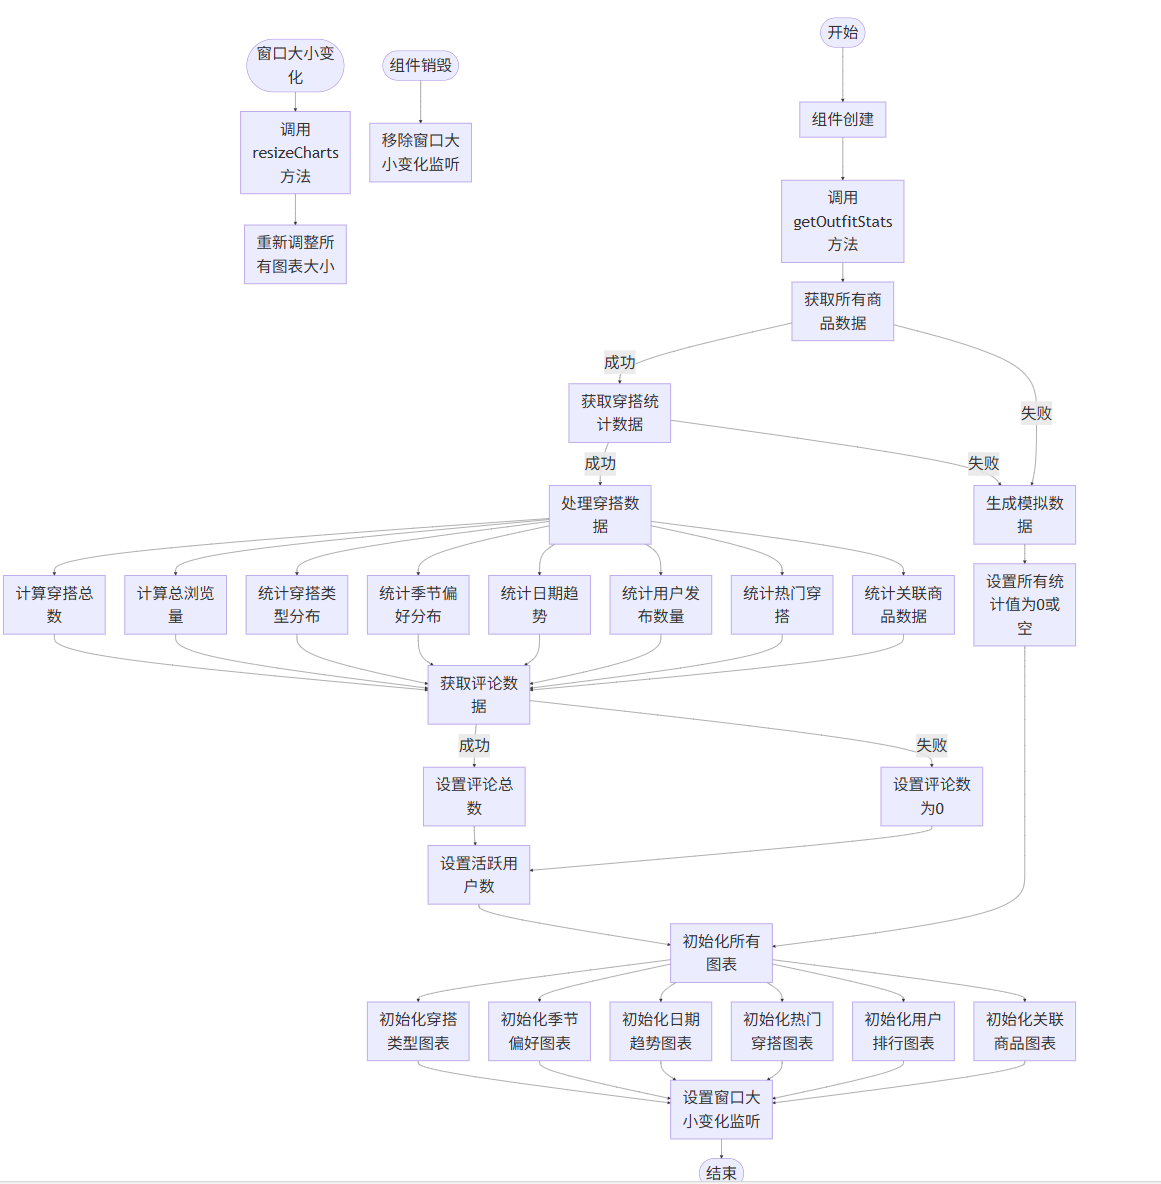 开始
窗口大小变
化
组件销毁
组件创建
调用
resizeCharts
方法
移除窗口大
小变化监听
调用
getOutfitStats
方法
重新调整所
有图表大小
获取所有商
品数据
成功
失败
获取穿搭统
计数据
成功
失败
处理穿搭数
据
生成模拟数
据
计算穿搭总
数
计算总浏览
量
统计穿搭类
型分布
统计季节偏
好分布
统计日期趋
势
统计用户发
布数量
统计热门穿
搭
统计关联商
品数据
设置所有统
计值为0或
空
获取评论数
据
成功
失败
设置评论总
数
设置评论数
为0
设置活跃用
户数
初始化所有
图表
初始化穿搭
类型图表
初始化季节
偏好图表
初始化日期
趋势图表
初始化热门
穿搭图表
初始化用户
排行图表
初始化关联
商品图表
设置窗口大
小变化监听
结束